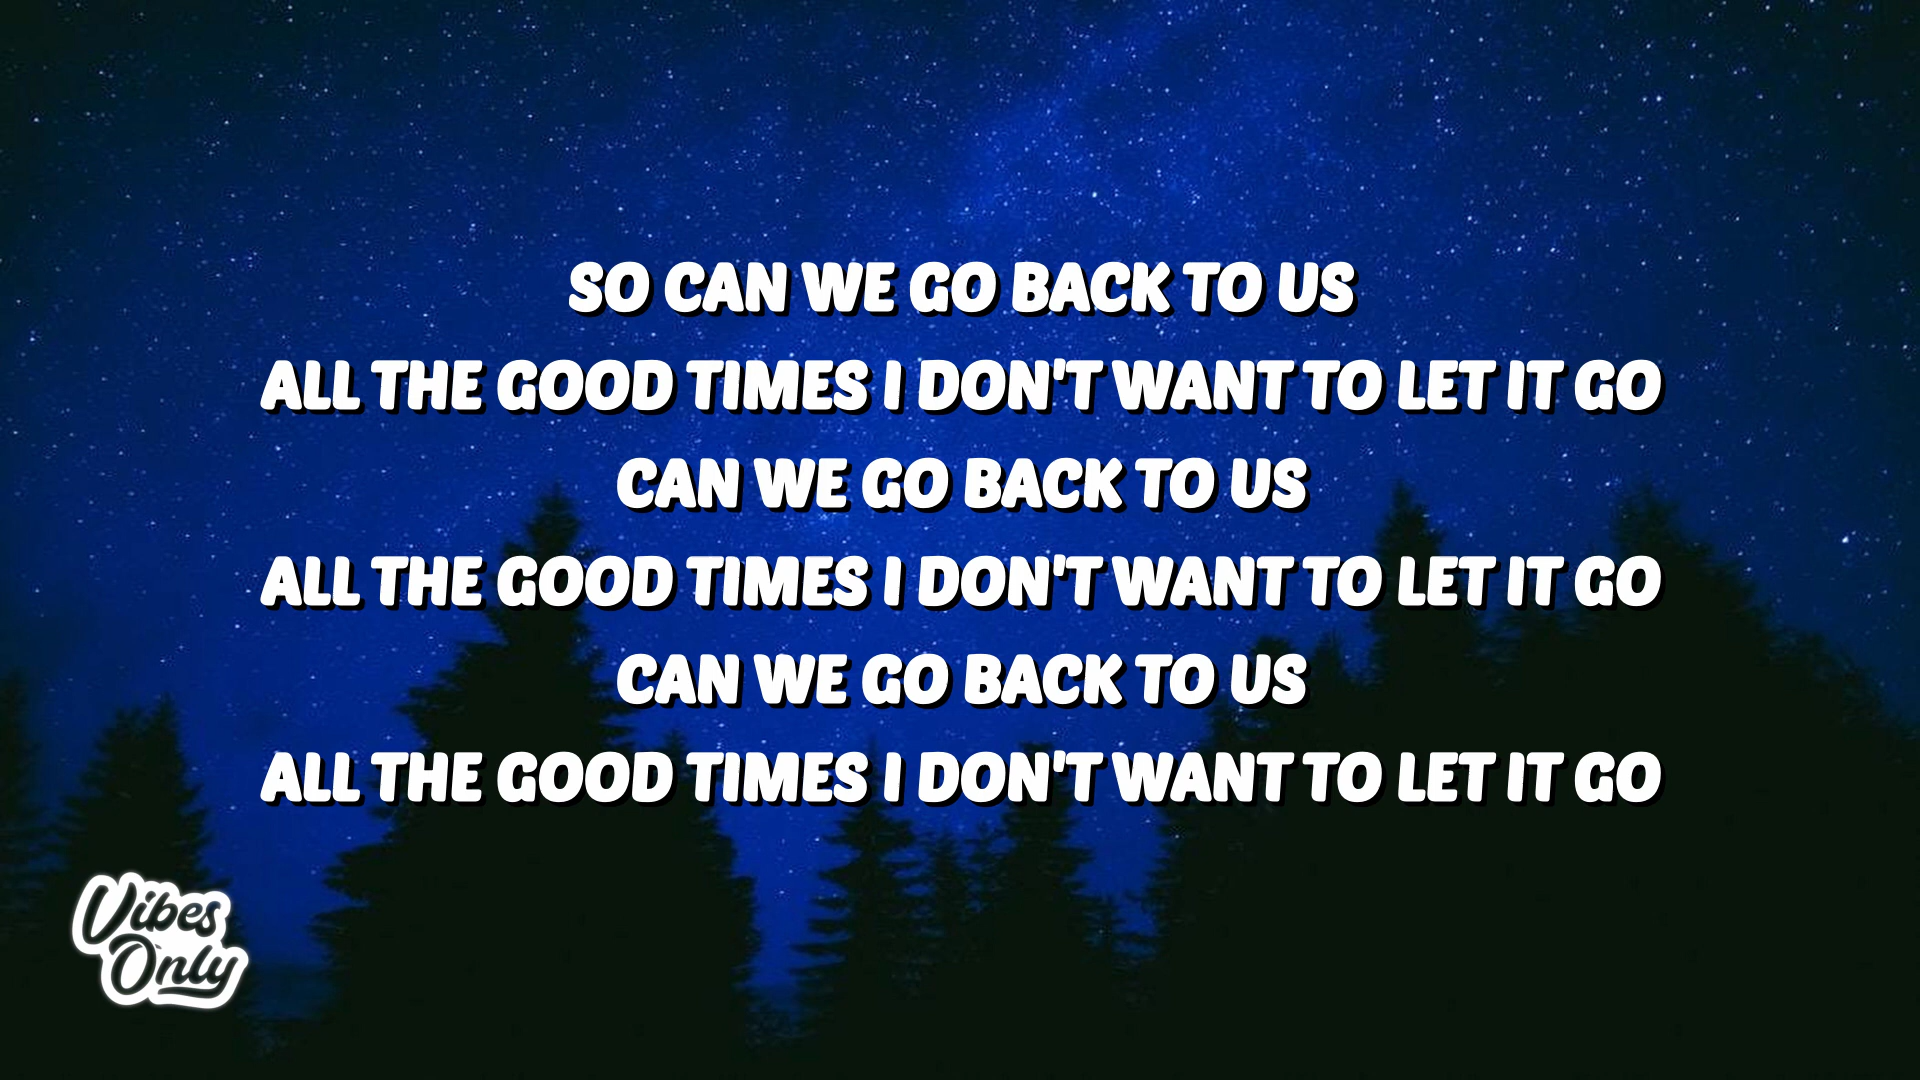 SO CAN WE GO BACK TO US
ALL THE GOOD TIMES I DON'T WANT TO LET IT GO
CAN WE GO BACK TO US
ALL THE GOOD TIMES I DON'T WANT TO LET IT GO
CAN WE GO BACK TO US
ALL THE GOOD TIMES I DON'T WANT TO LET IT GO
Vibes
Only